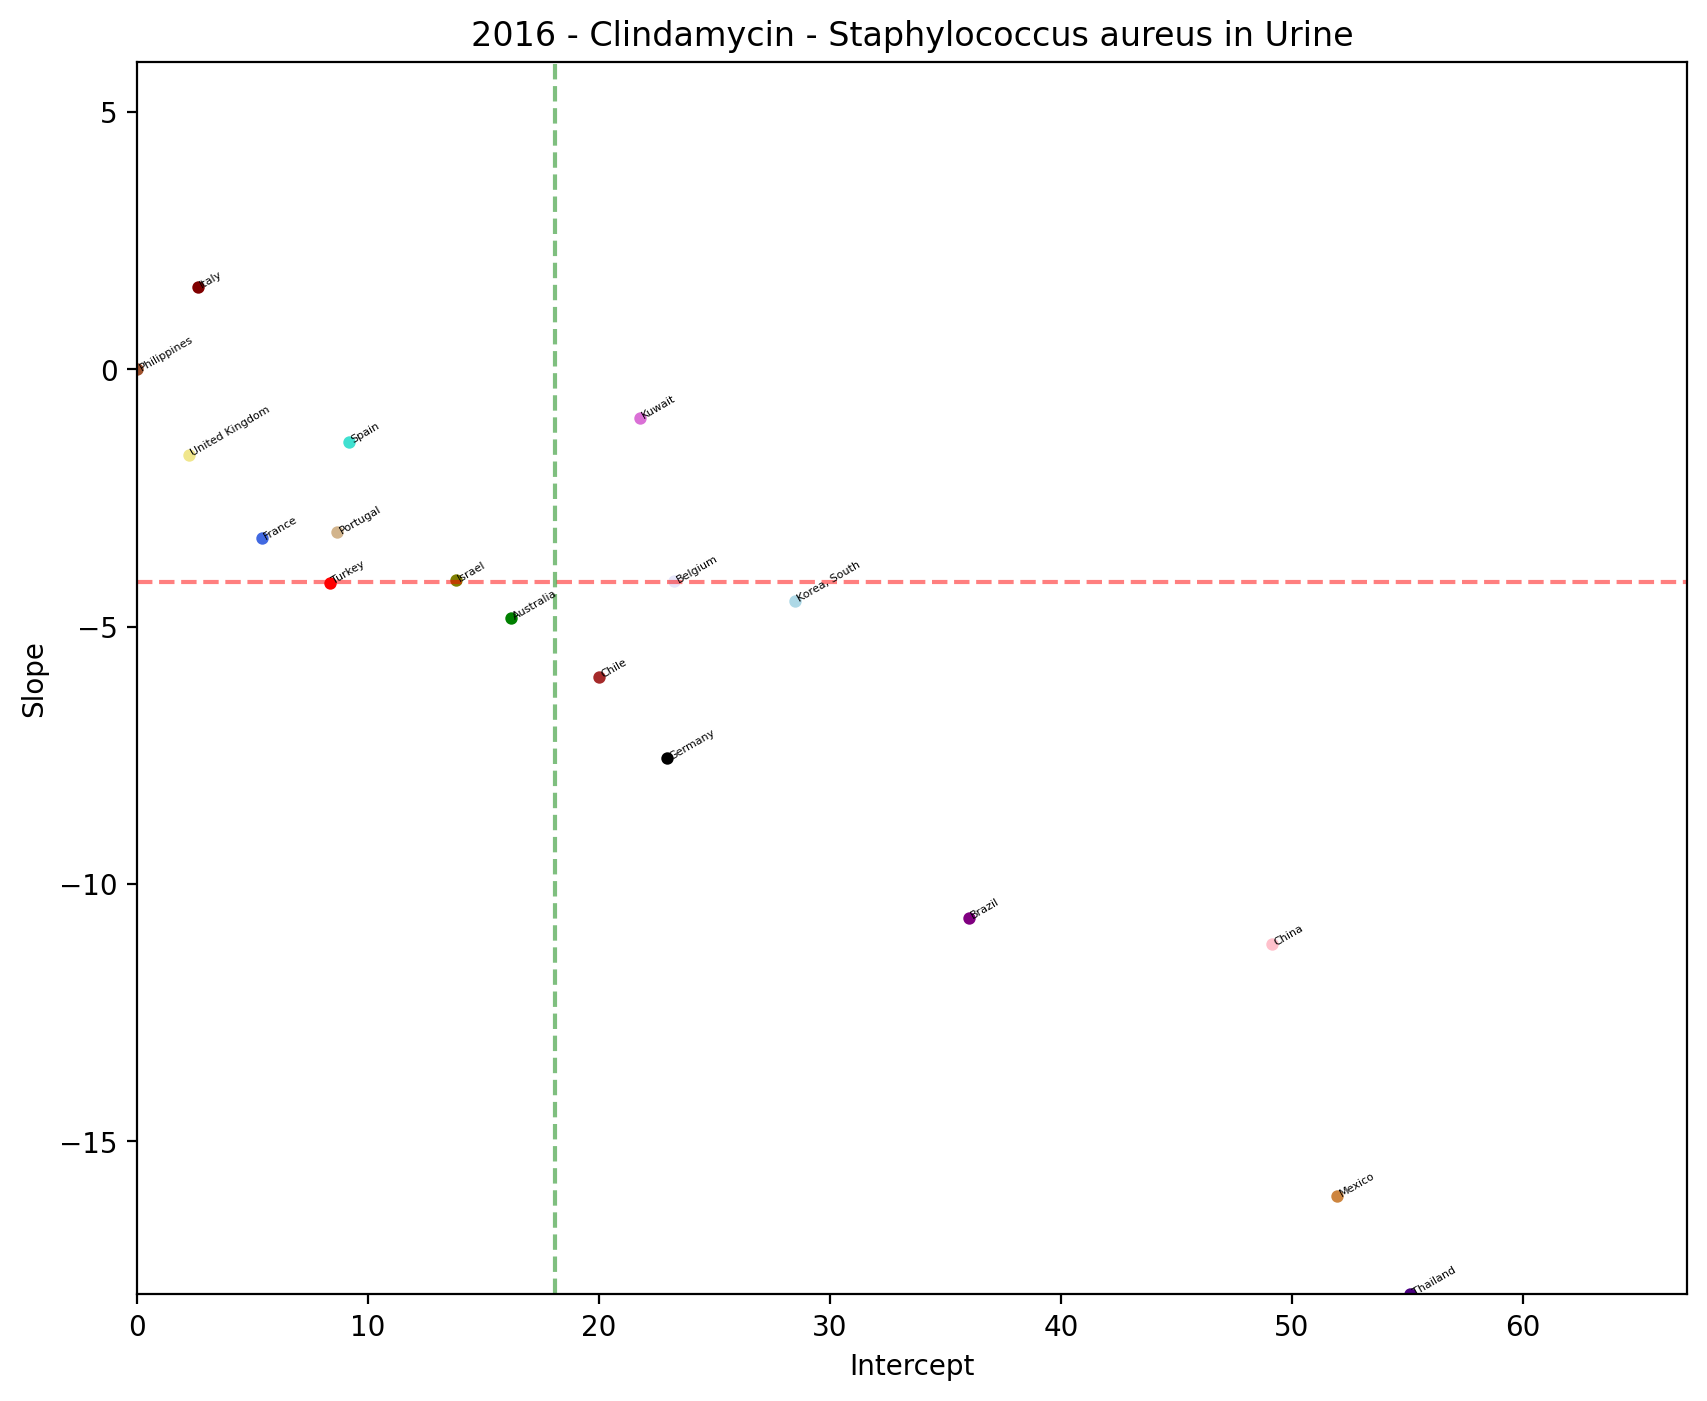 2016 - Clindamycin - Staphylococcus aureus in Urine
5
Italy
Philippines
0
Kuwait
United Kingdom
Spain
France
Portugal
Turkey
Israel
Belgium
Korea, South
Australia
−5
Chile
Slope
Germany
−10
Brazil
China
−15
Mexico
Thailand
0 10 20 30 40 50 60
Intercept